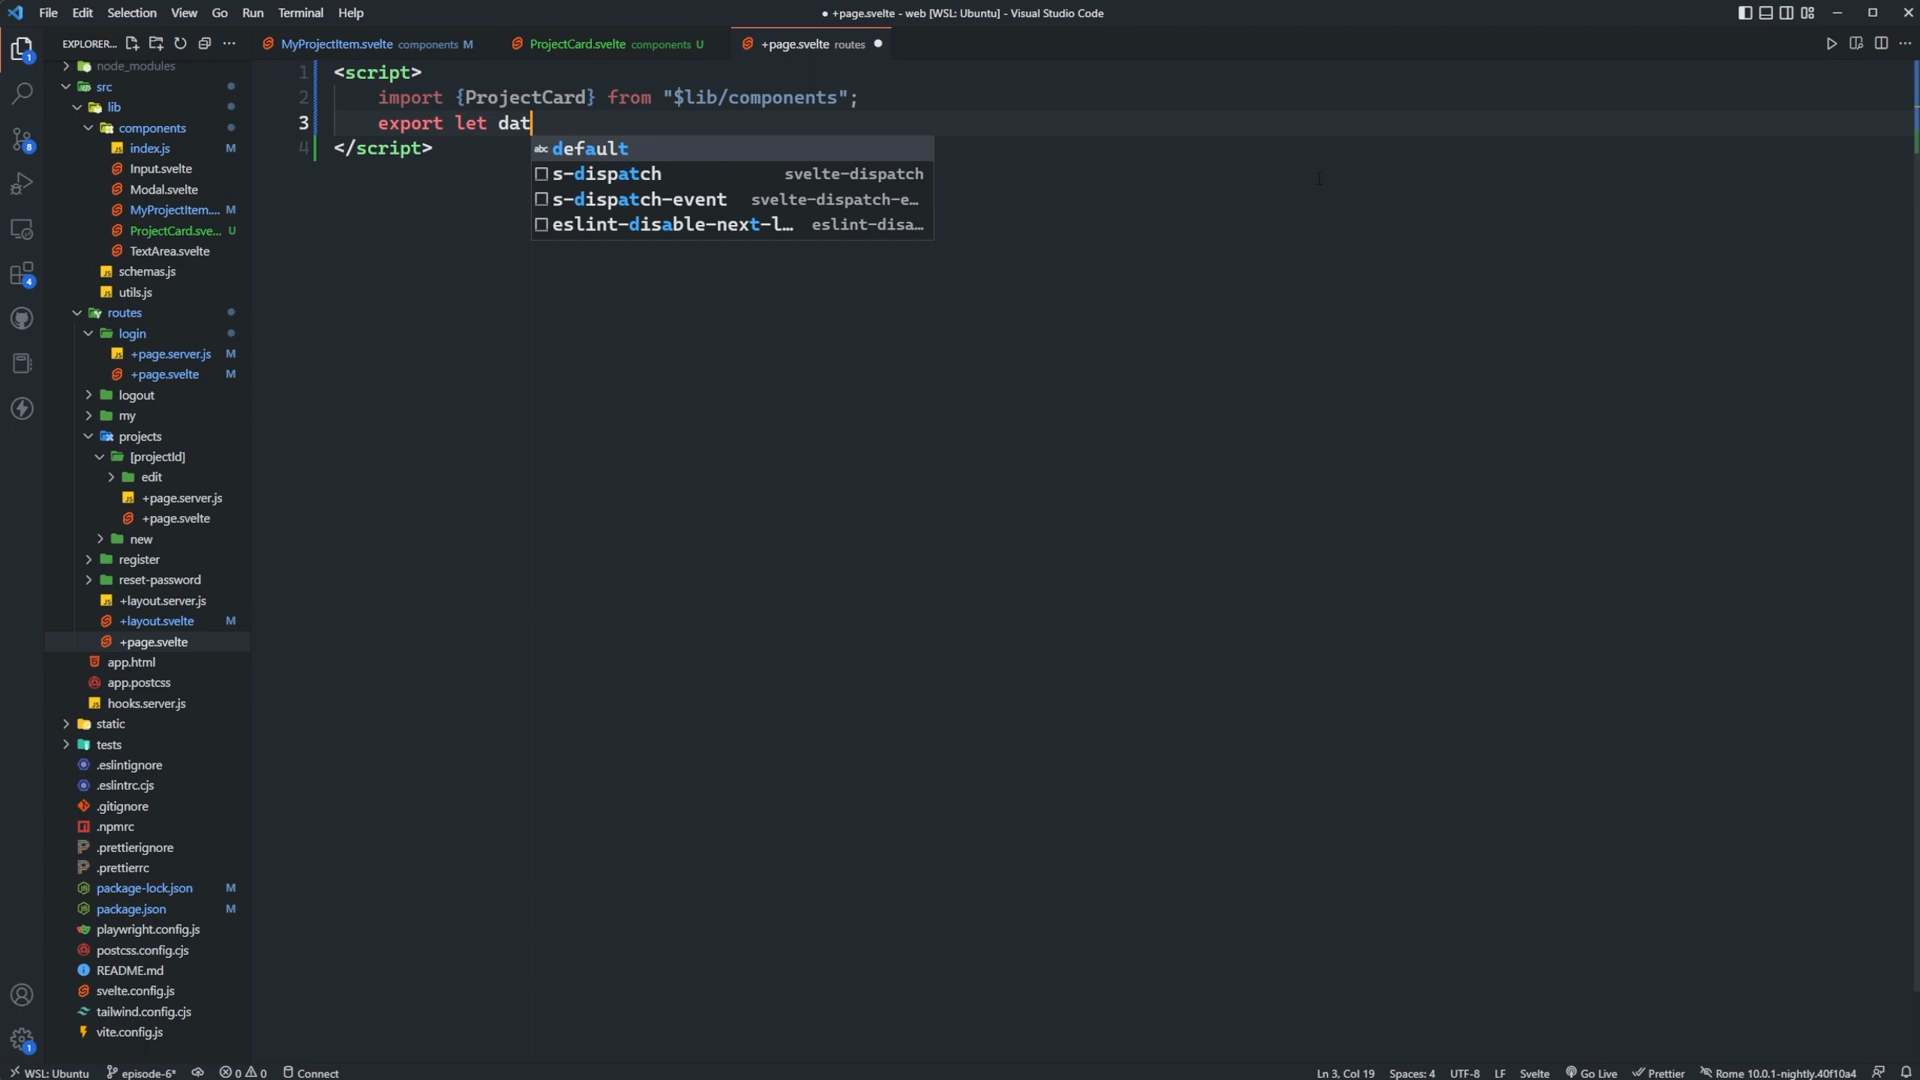 File Edit Selection View Go Run Terminal Help
● +page.svelte - web [WSL: Ubuntu] - Visual Studio Code
EXPLORER...
MyProjectItem.svelte components M
ProjectCard.svelte components U
+page.svelte routes
node_modules
src
lib
components
index.js M
Input.svelte
Modal.svelte
MyProjectItem.... M
ProjectCard.sve... U
TextArea.svelte
schemas.js
utils.js
routes
login
+page.server.js M
+page.svelte M
logout
my
projects
[projectId]
edit
+page.server.js
+page.svelte
new
register
reset-password
+layout.server.js
+layout.svelte M
+page.svelte
app.html
app.postcss
hooks.server.js
static
tests
.eslintignore
.eslintrc.cjs
.gitignore
.npmrc
.prettierignore
.prettierrc
package-lock.json M
package.json M
playwright.config.js
postcss.config.cjs
README.md
svelte.config.js
tailwind.config.cjs
vite.config.js
1 <script>
2 import {ProjectCard} from "$lib/components";
3 export let dat
4 </script>
abc default
s-dispatch svelte-dispatch
s-dispatch-event svelte-dispatch-e...
eslint-disable-next-l... eslint-disa...
1
8
4
1
WSL: Ubuntu episode-6* 0 0 Connect
Ln 3, Col 19 Spaces: 4 UTF-8 LF Svelte Go Live Prettier Rome 10.0.1-nightly.40f10a4